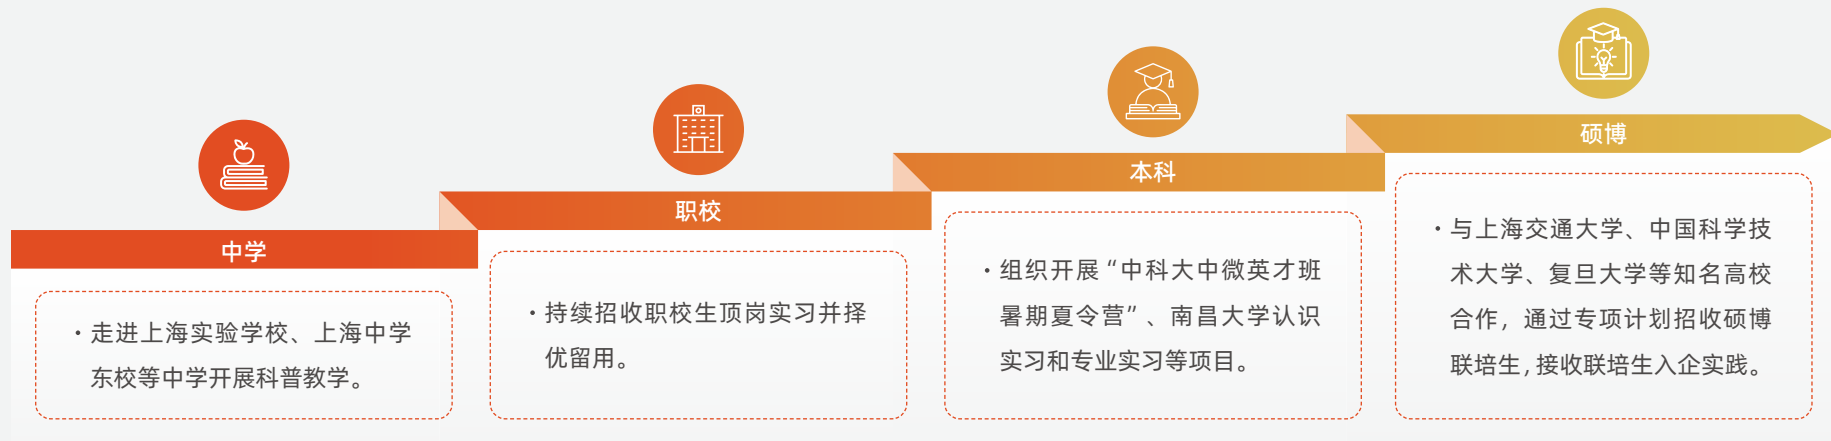 中学
· 走进上海实验学校、上海中学
东校等中学开展科普教学。
职校
· 持续招收职校生顶岗实习并择
优留用。
本科
· 组织开展“中科大中微英才班
暑期夏令营”、南昌大学认识
实习和专业实习等项目。
硕博
· 与上海交通大学、中国科学技
术大学、复旦大学等知名高校
合作，通过专项计划招收硕博
联培生，接收联培生入企实践。